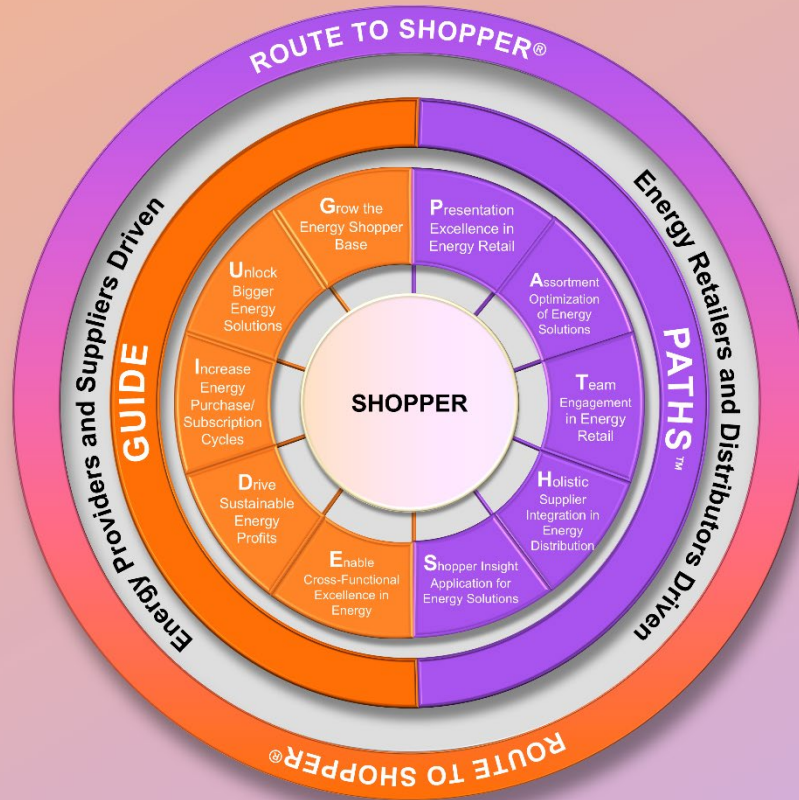 ROUTE TO SHOPPER®
Energy Providers and Suppliers Driven
Energy Retailers and Distributors Driven
GUIDE
PATHS™
Grow the
Energy Shopper
Base
Unlock
Bigger
Energy
Solutions
Increase
Energy
Purchase/
Subscription
Cycles
Drive
Sustainable
Energy
Profits
Enable
Cross-Functional
Excellence in
Energy
Presentation
Excellence in
Energy Retail
Assortment
Optimization
of Energy
Solutions
Team
Engagement
in Energy
Retail
Holistic
Supplier
Integration in
Energy
Distribution
Shopper Insight
Application for
Energy Solutions
SHOPPER
ROUTE TO SHOPPER®